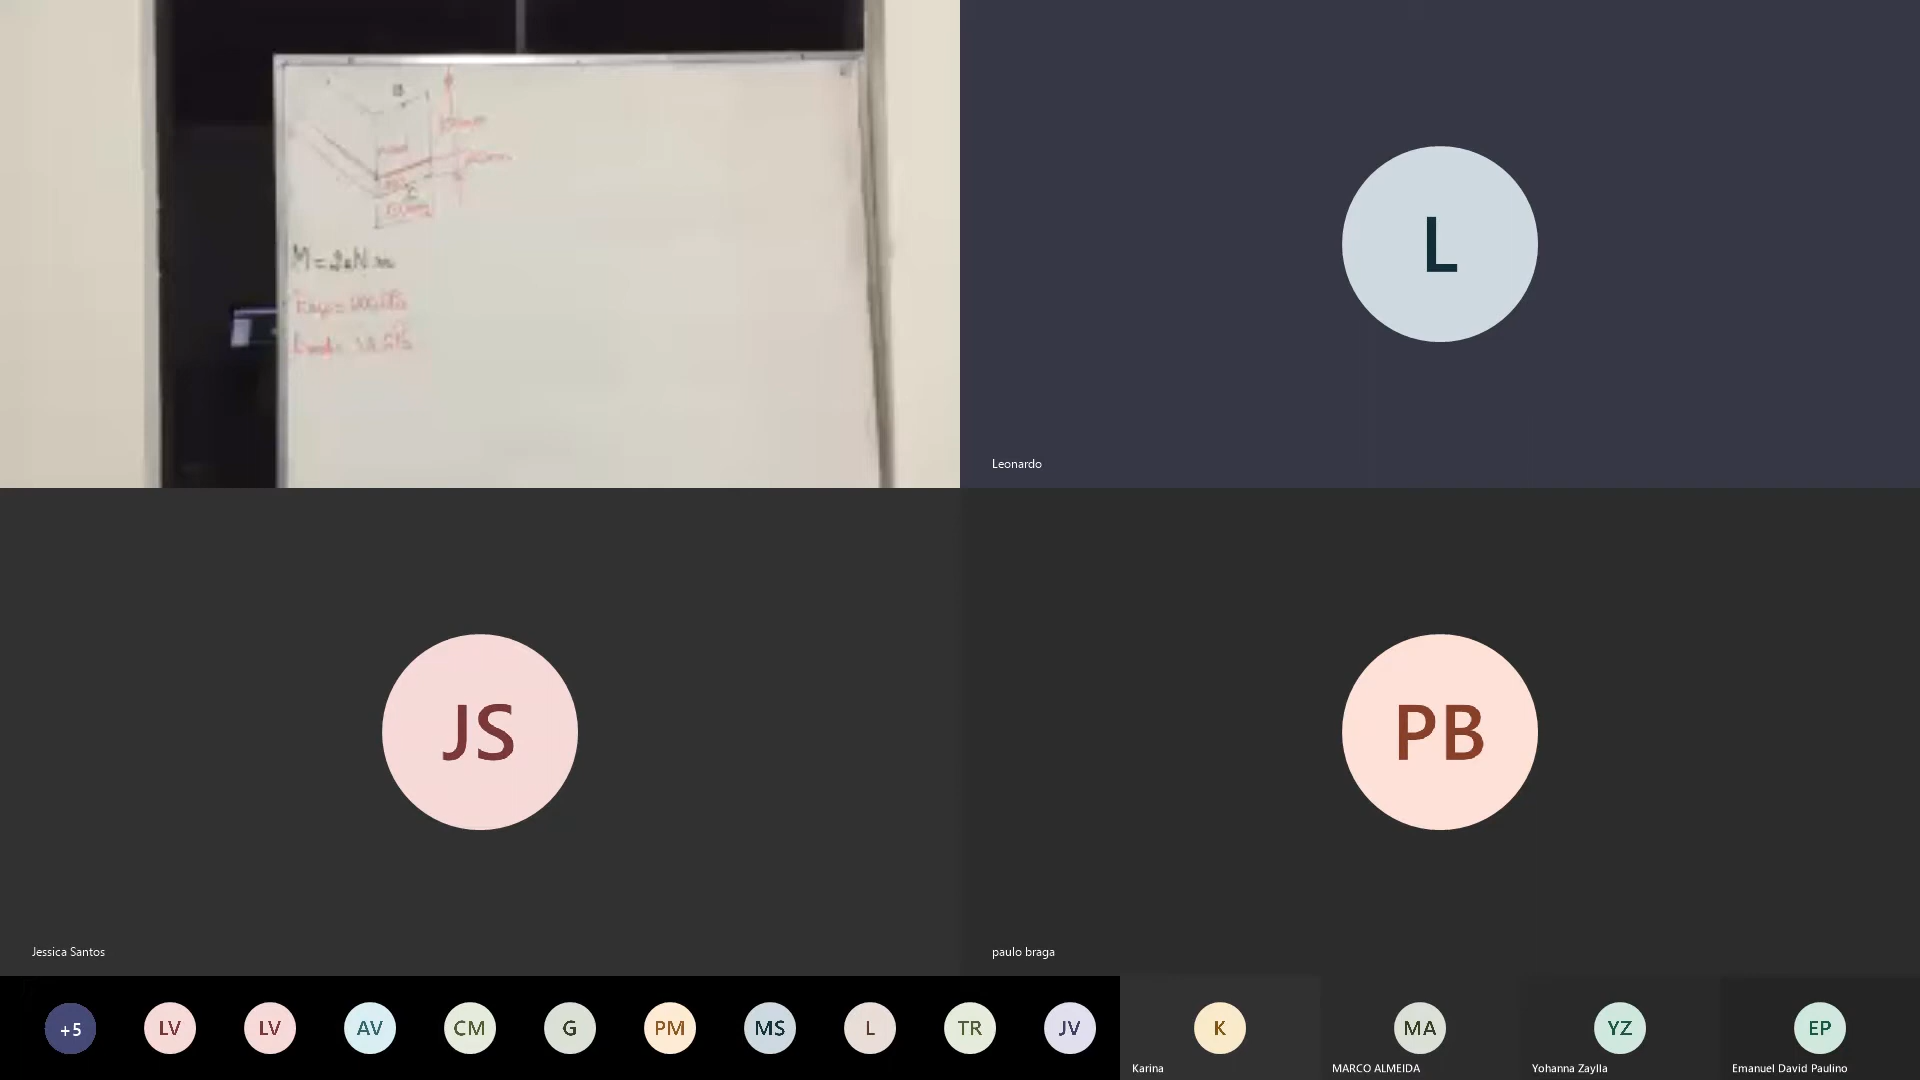 M = 2kN.m
L
Leonardo
JS
Jessica Santos
PB
paulo braga
+5
LV
LV
AV
CM
G
PM
MS
L
TR
JV
K
Karina
MA
MARCO ALMEIDA
YZ
Yohanna Zaylla
EP
Emanuel David Paulino